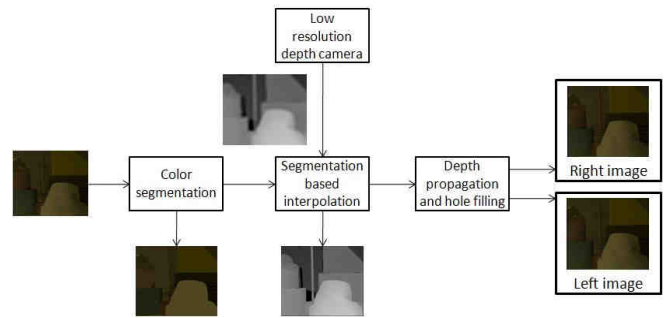 Low
resolution
depth camera
Color
segmentation
Segmentation
based
interpolation
Depth
propagation
and hole filling
Right image
Left image